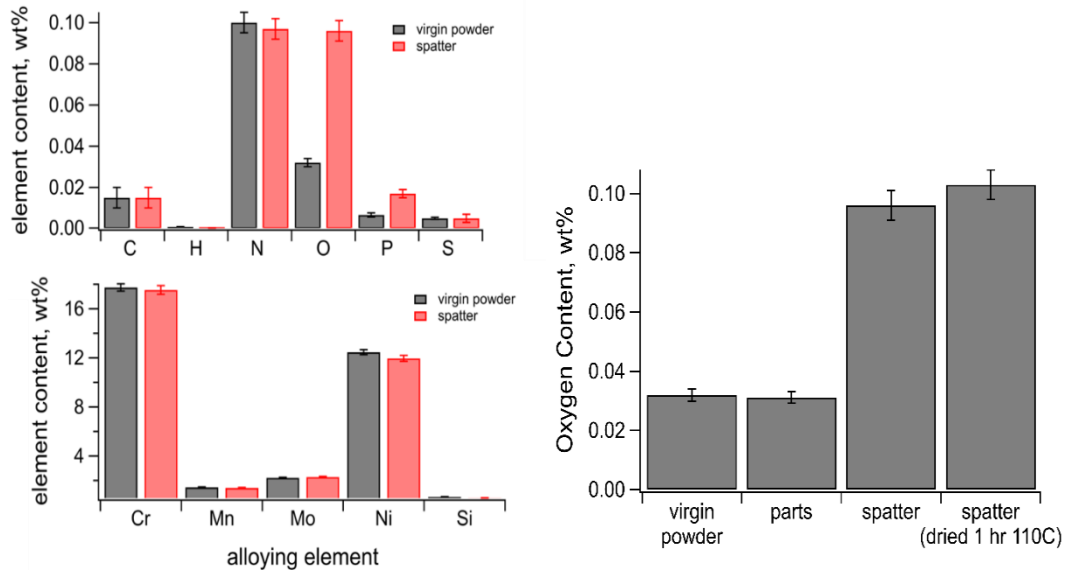 element content, wt%
0.10
0.08
0.06
0.04
0.02
0.00
virgin powder
spatter
C H N O P S
element content, wt%
16
12
8
4
virgin powder
spatter
Cr Mn Mo Ni Si
alloying element
Oxygen Content, wt%
0.10
0.08
0.06
0.04
0.02
0.00
virgin
powder
parts
spatter
spatter
(dried 1 hr 110C)